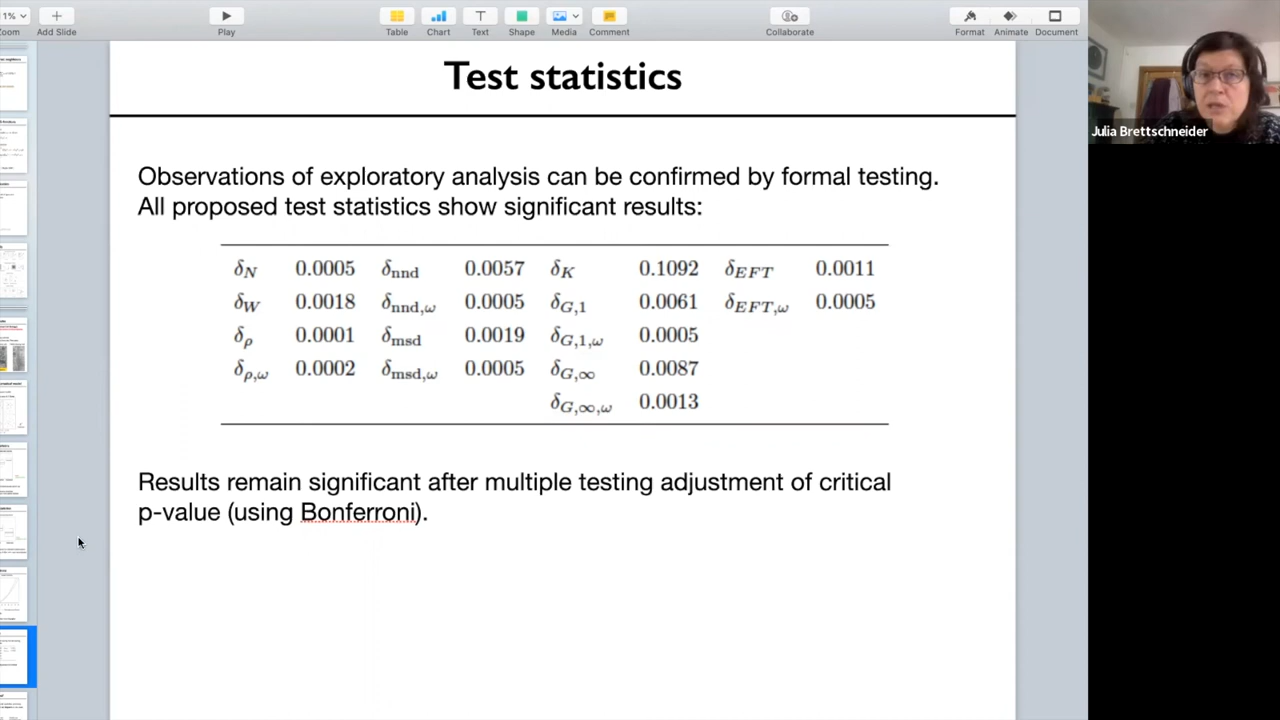 1%
Zoom
Add Slide
Play
Table
Chart
Text
Shape
Media
Comment
Collaborate
Format
Animate
Document
Julia Brettschneider
Test statistics
Observations of exploratory analysis can be confirmed by formal testing.
All proposed test statistics show significant results:
δ_N 0.0005 δ_nnd 0.0057 δ_K 0.1092 δ_EFT 0.0011
δ_W 0.0018 δ_nnd,ω 0.0005 δ_G,1 0.0061 δ_EFT,ω 0.0005
δ_ρ 0.0001 δ_msd 0.0019 δ_G,1,ω 0.0005
δ_ρ,ω 0.0002 δ_msd,ω 0.0005 δ_G,∞ 0.0087
δ_G,∞,ω 0.0013
Results remain significant after multiple testing adjustment of critical
p-value (using Bonferroni).